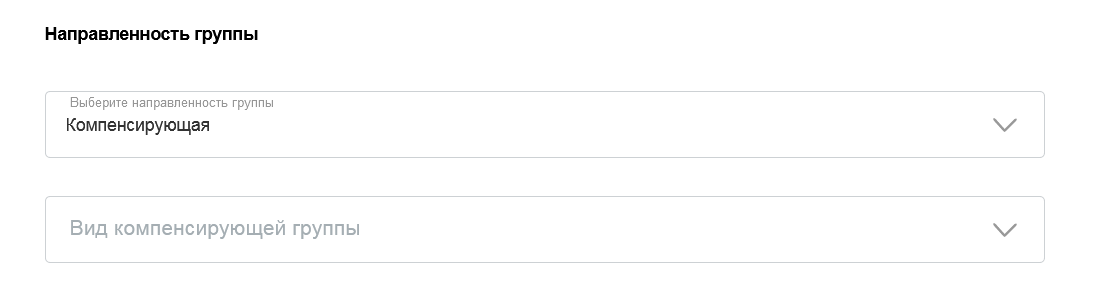 Направленность группы
Выберите направленность группы
Компенсирующая
Вид компенсирующей группы